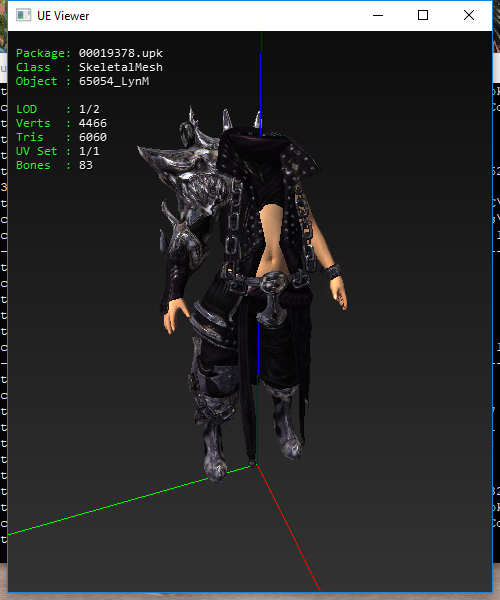 UE Viewer
Package: 00019378.upk
Class : SkeletalMesh
Object : 65054_LynM
LOD : 1/2
Verts : 4466
Tris : 6060
UV Set : 1/1
Bones : 83